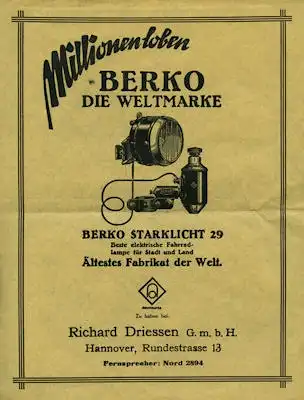 Millionen loben
BERKO
DIE WELTMARKE
BERKO STARKLICHT 29
Beste elektrische Fahrrad-
lampe für Stadt und Land
Ältestes Fabrikat der Welt.
Zu haben bei:
Richard Driessen G. m. b. H.
Hannover, Rundestrasse 13
Fernsprecher: Nord 2894